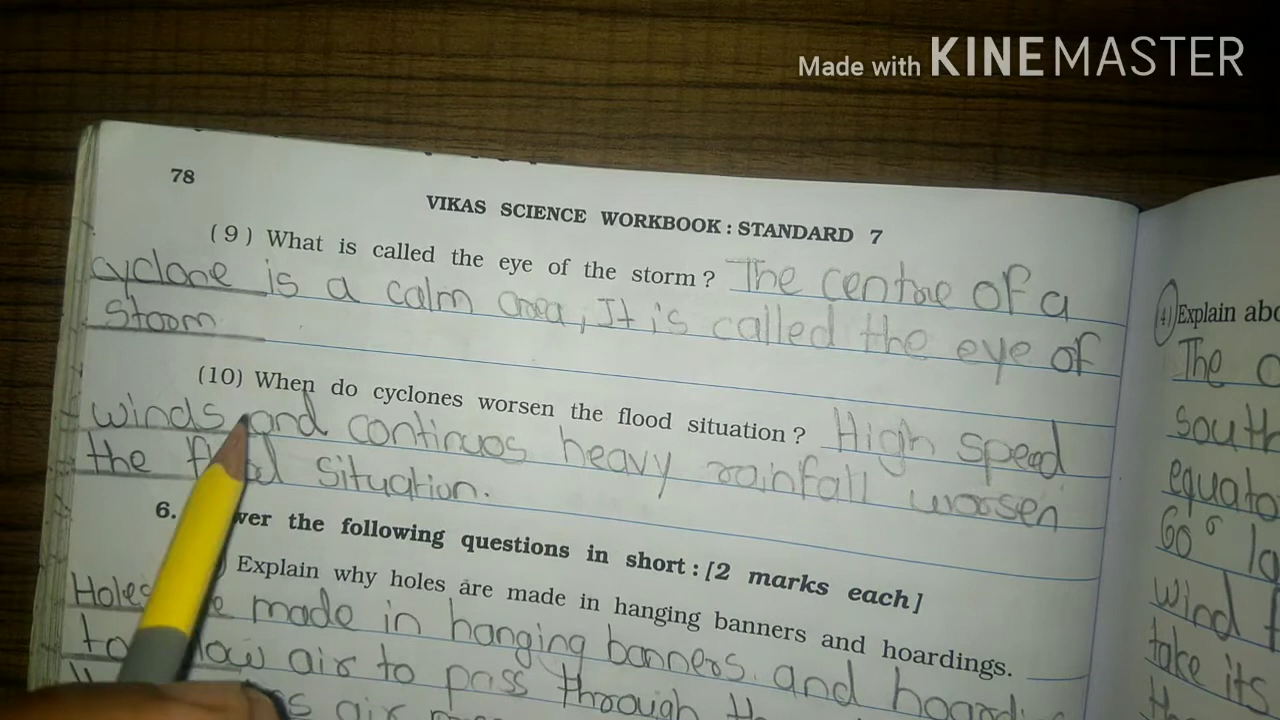 Made with KINEMASTER
78
VIKAS SCIENCE WORKBOOK : STANDARD 7
(9) What is called the eye of the storm? The centre of a
cyclone is a calm area, It is called the eye of
storm
(10) When do cyclones worsen the flood situation? High speed
winds and continuos heavy rainfall worsen
the situation.
6. the following questions in short : [2 marks each]
Explain why holes are made in hanging banners and hoardings.
Holes made in hanging banners and
to air to pass through
air
(4) Explain
The
south
60°
wind
take its